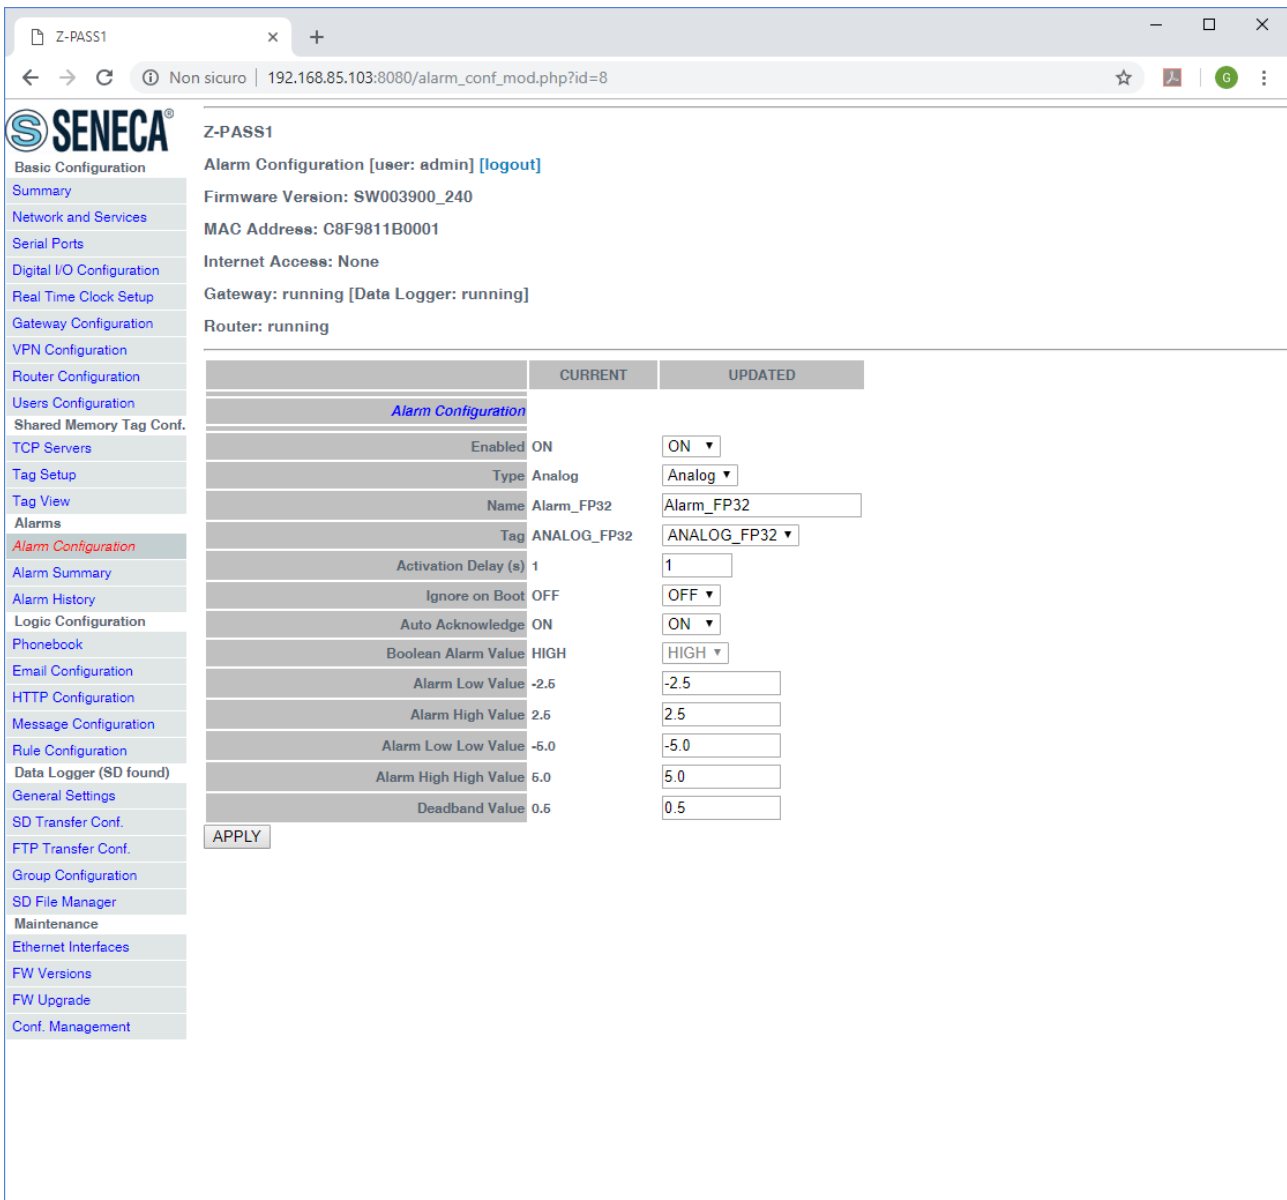 Z-PASS1
Non sicuro | 192.168.85.103:8080/alarm_conf_mod.php?id=8
G
SENECA®
Basic Configuration
Summary
Network and Services
Serial Ports
Digital I/O Configuration
Real Time Clock Setup
Gateway Configuration
VPN Configuration
Router Configuration
Users Configuration
Shared Memory Tag Conf.
TCP Servers
Tag Setup
Tag View
Alarms
Alarm Configuration
Alarm Summary
Alarm History
Logic Configuration
Phonebook
Email Configuration
HTTP Configuration
Message Configuration
Rule Configuration
Data Logger (SD found)
General Settings
SD Transfer Conf.
FTP Transfer Conf.
Group Configuration
SD File Manager
Maintenance
Ethernet Interfaces
FW Versions
FW Upgrade
Conf. Management
Z-PASS1
Alarm Configuration [user: admin] [logout]
Firmware Version: SW003900_240
MAC Address: C8F9811B0001
Internet Access: None
Gateway: running [Data Logger: running]
Router: running
CURRENT UPDATED
Alarm Configuration
Enabled ON ON
Type Analog Analog
Name Alarm_FP32 Alarm_FP32
Tag ANALOG_FP32 ANALOG_FP32
Activation Delay (s) 1 1
Ignore on Boot OFF OFF
Auto Acknowledge ON ON
Boolean Alarm Value HIGH HIGH
Alarm Low Value -2.5 -2.5
Alarm High Value 2.5 2.5
Alarm Low Low Value -5.0 -5.0
Alarm High High Value 5.0 5.0
Deadband Value 0.5 0.5
APPLY